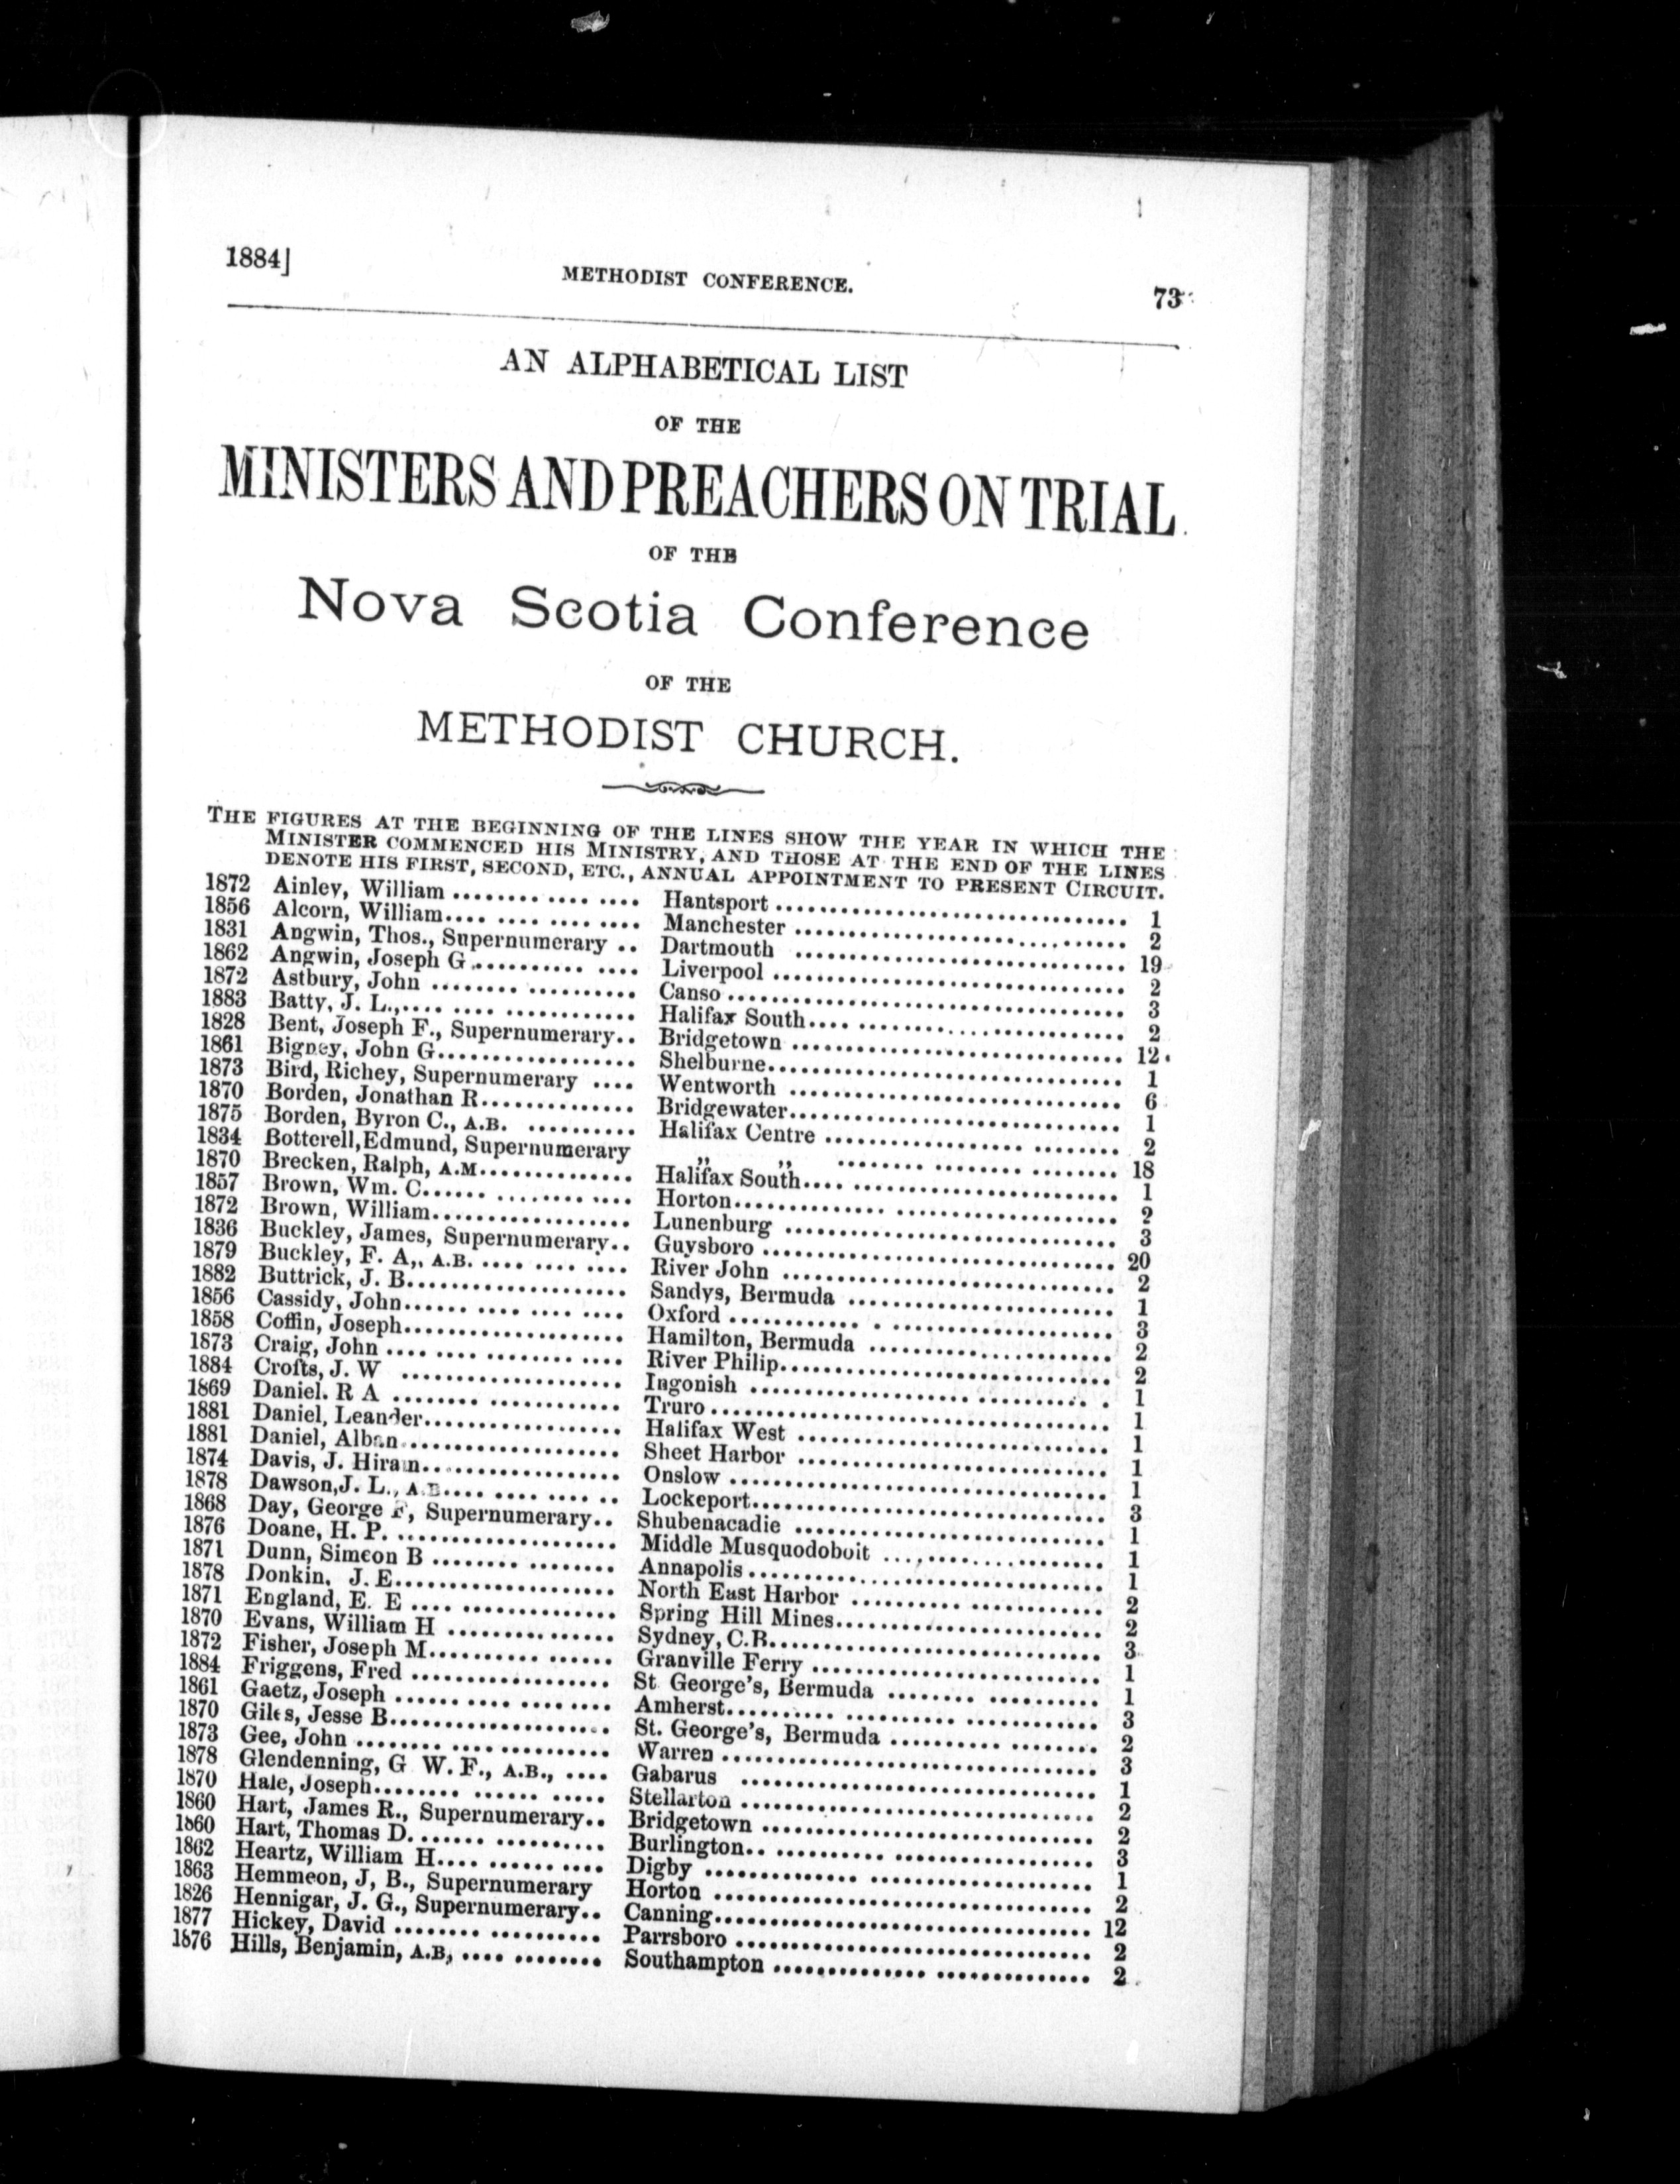 1884]
METHODIST CONFERENCE.
73
AN ALPHABETICAL LIST
OF THE
MINISTERS AND PREACHERS ON TRIAL.
OF THE
Nova Scotia Conference
OF THE
METHODIST CHURCH.
THE FIGURES AT THE BEGINNING OF THE LINES SHOW THE YEAR IN WHICH THE
MINISTER COMMENCED HIS MINISTRY, AND THOSE AT THE END OF THE LINES
DENOTE HIS FIRST, SECOND, ETC., ANNUAL APPOINTMENT TO PRESENT CIRCUIT.
1872 Ainley, William ........ Hantsport ........ 1
1856 Alcorn, William ........ Manchester ........ 2
1831 Angwin, Thos., Supernumerary .. Dartmouth ........ 19
1862 Angwin, Joseph G ........ Liverpool ........ 2
1872 Astbury, John ........ Canso ........ 3
1883 Batty, J. L., ........ Halifax South ........ 2
1828 Bent, Joseph F., Supernumerary.. Bridgetown ........ 12
1861 Bigney, John G ........ Shelburne ........ 1
1873 Bird, Richey, Supernumerary .... Wentworth ........ 6
1870 Borden, Jonathan R ........ Bridgewater ........ 1
1875 Borden, Byron C., A.B. ........ Halifax Centre ........ 2
1834 Botterell,Edmund, Supernumerary ,, ,, ........ 18
1870 Brecken, Ralph, A.M ........ Halifax South ........ 1
1857 Brown, Wm. C ........ Horton ........ 2
1872 Brown, William ........ Lunenburg ........ 3
1836 Buckley, James, Supernumerary.. Guysboro ........ 20
1879 Buckley, F. A,, A.B. ........ River John ........ 2
1882 Buttrick, J. B ........ Sandys, Bermuda ........ 1
1856 Cassidy, John ........ Oxford ........ 3
1858 Coffin, Joseph ........ Hamilton, Bermuda ........ 2
1873 Craig, John ........ River Philip ........ 2
1884 Crofts, J. W ........ Ingonish ........ 1
1869 Daniel. R A ........ Truro ........ 1
1881 Daniel, Leander ........ Halifax West ........ 1
1881 Daniel, Alban ........ Sheet Harbor ........ 1
1874 Davis, J. Hiram ........ Onslow ........ 1
1878 Dawson,J. L., A.B ........ Lockeport ........ 3
1868 Day, George F, Supernumerary.. Shubenacadie ........ 1
1876 Doane, H. P. ........ Middle Musquodoboit ........ 1
1871 Dunn, Simeon B ........ Annapolis ........ 1
1878 Donkin, J. E ........ North East Harbor ........ 2
1871 England, E. E ........ Spring Hill Mines ........ 2
1870 Evans, William H ........ Sydney, C.B ........ 3
1872 Fisher, Joseph M ........ Granville Ferry ........ 1
1884 Friggens, Fred ........ St George's, Bermuda ........ 1
1861 Gaetz, Joseph ........ Amherst ........ 3
1870 Giles, Jesse B ........ St. George's, Bermuda ........ 2
1873 Gee, John ........ Warren ........ 3
1878 Glendenning, G W. F., A.B., .... Gabarus ........ 1
1870 Hale, Joseph ........ Stellarton ........ 2
1860 Hart, James R., Supernumerary.. Bridgetown ........ 2
1860 Hart, Thomas D. ........ Burlington ........ 3
1862 Heartz, William H ........ Digby ........ 1
1863 Hemmeon, J, B., Supernumerary Horton ........ 2
1826 Hennigar, J. G., Supernumerary.. Canning ........ 12
1877 Hickey, David ........ Parrsboro ........ 2
1876 Hills, Benjamin, A.B, ........ Southampton ........ 2